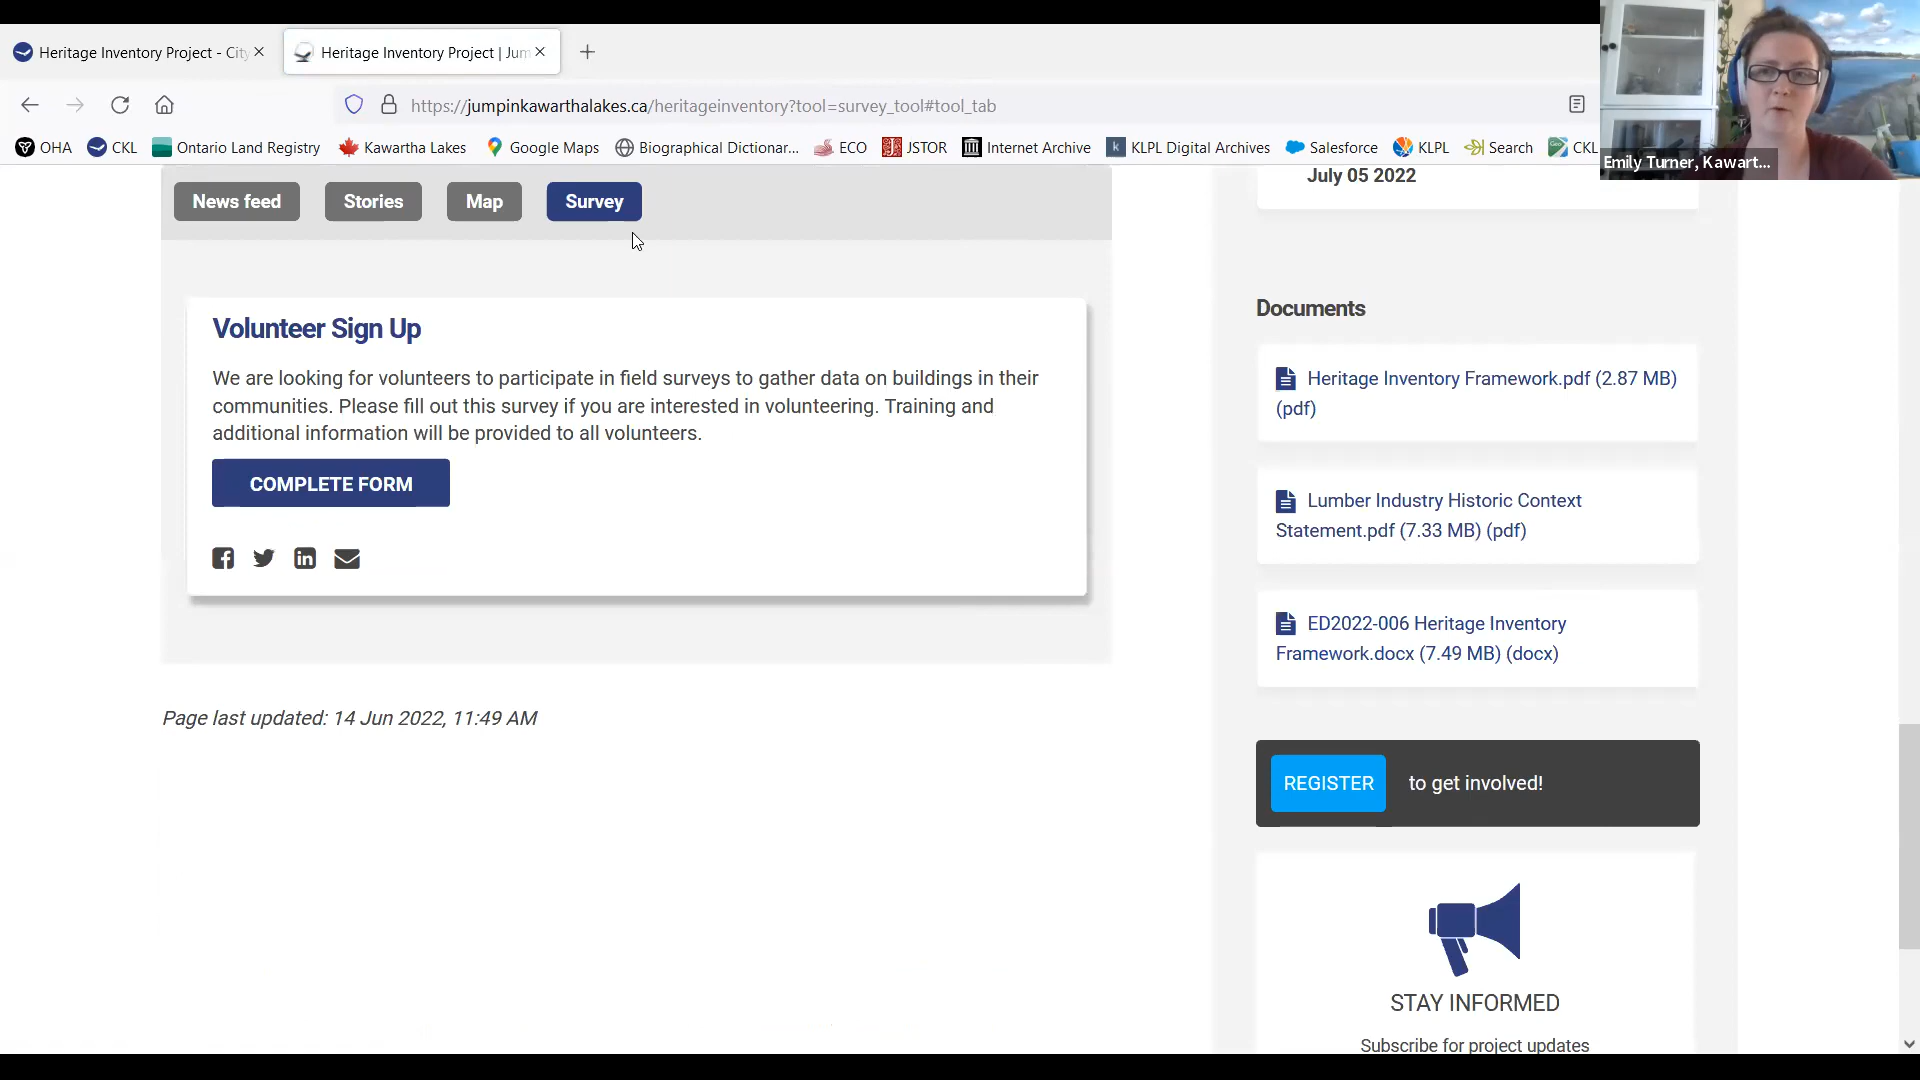 Heritage Inventory Project - City
Heritage Inventory Project | Jum
https://jumpinkawarthalakes.ca/heritageinventory?tool=survey_tool#tool_tab
OHA CKL Ontario Land Registry Kawartha Lakes Google Maps Biographical Dictionar... ECO JSTOR Internet Archive KLPL Digital Archives Salesforce KLPL Search CKL
Emily Turner, Kawart...
News feed Stories Map Survey
Volunteer Sign Up
We are looking for volunteers to participate in field surveys to gather data on buildings in their
communities. Please fill out this survey if you are interested in volunteering. Training and
additional information will be provided to all volunteers.
COMPLETE FORM
Page last updated: 14 Jun 2022, 11:49 AM
July 05 2022
Documents
Heritage Inventory Framework.pdf (2.87 MB)
(pdf)
Lumber Industry Historic Context
Statement.pdf (7.33 MB) (pdf)
ED2022-006 Heritage Inventory
Framework.docx (7.49 MB) (docx)
REGISTER to get involved!
STAY INFORMED
Subscribe for project updates